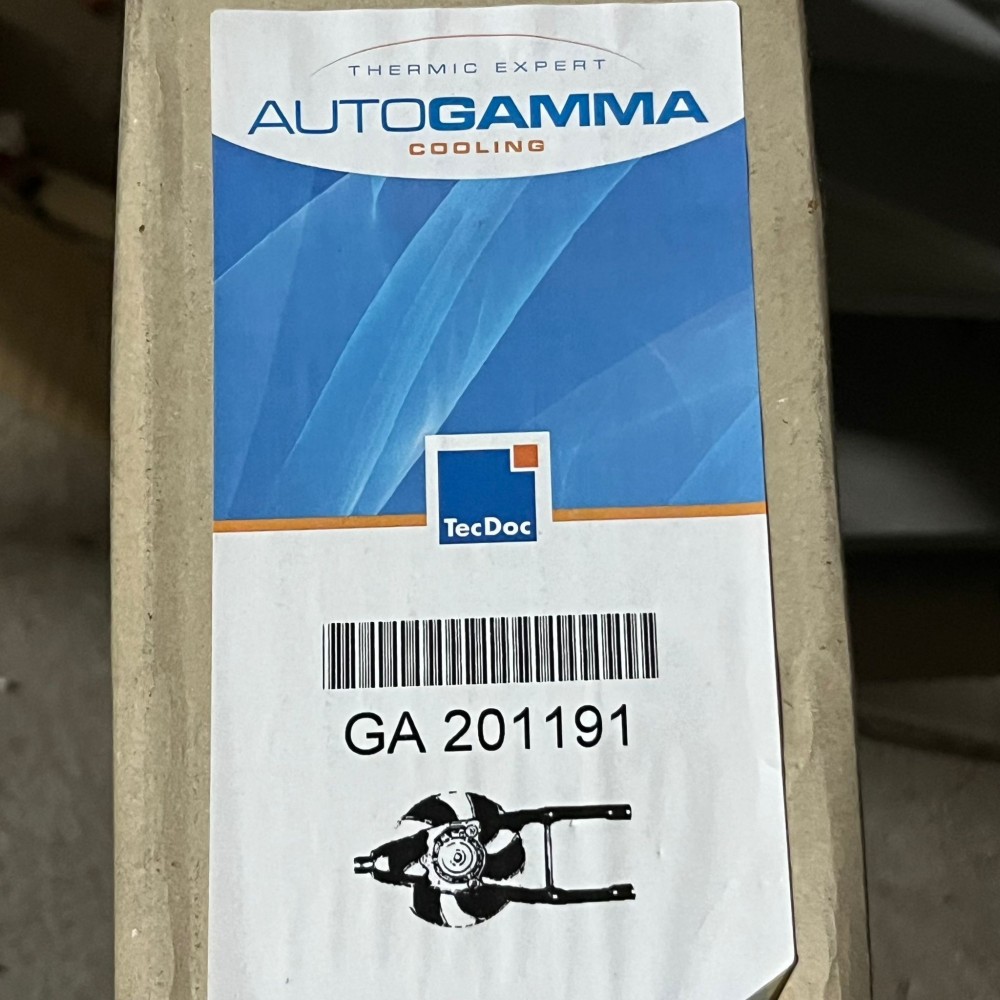 THERMIC EXPERT
AUTOGAMMA
COOLING
TecDoc
GA 201191